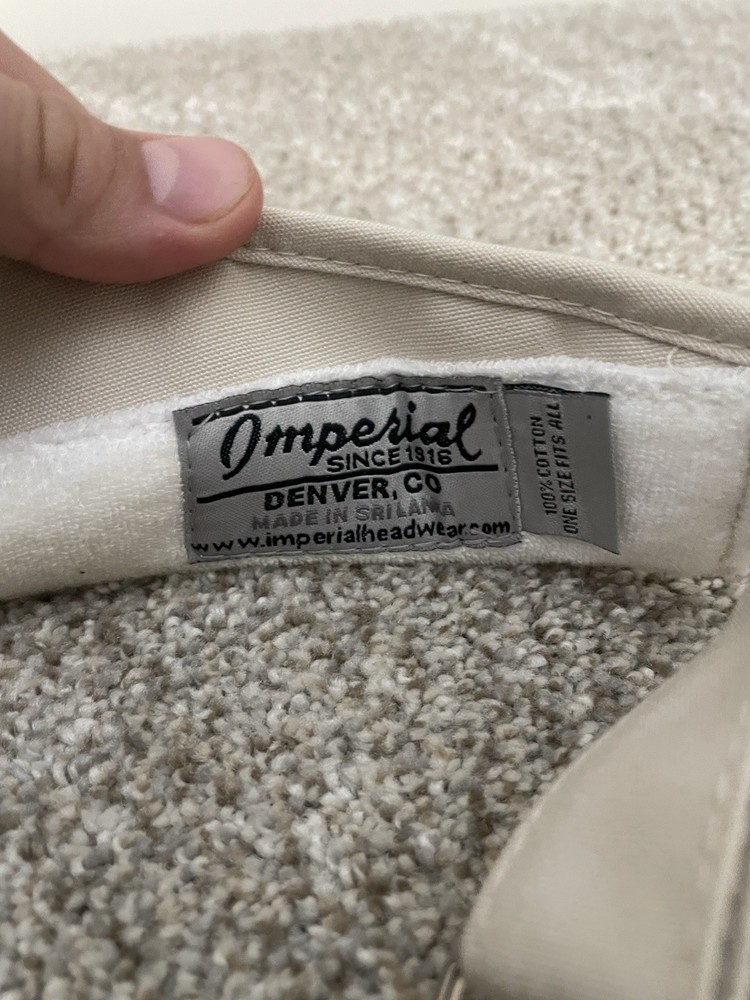 Imperial
SINCE 1916
DENVER, CO
MADE IN SRI LANKA
www.imperialheadwear.com
100% COTTON
ONE SIZE FITS ALL